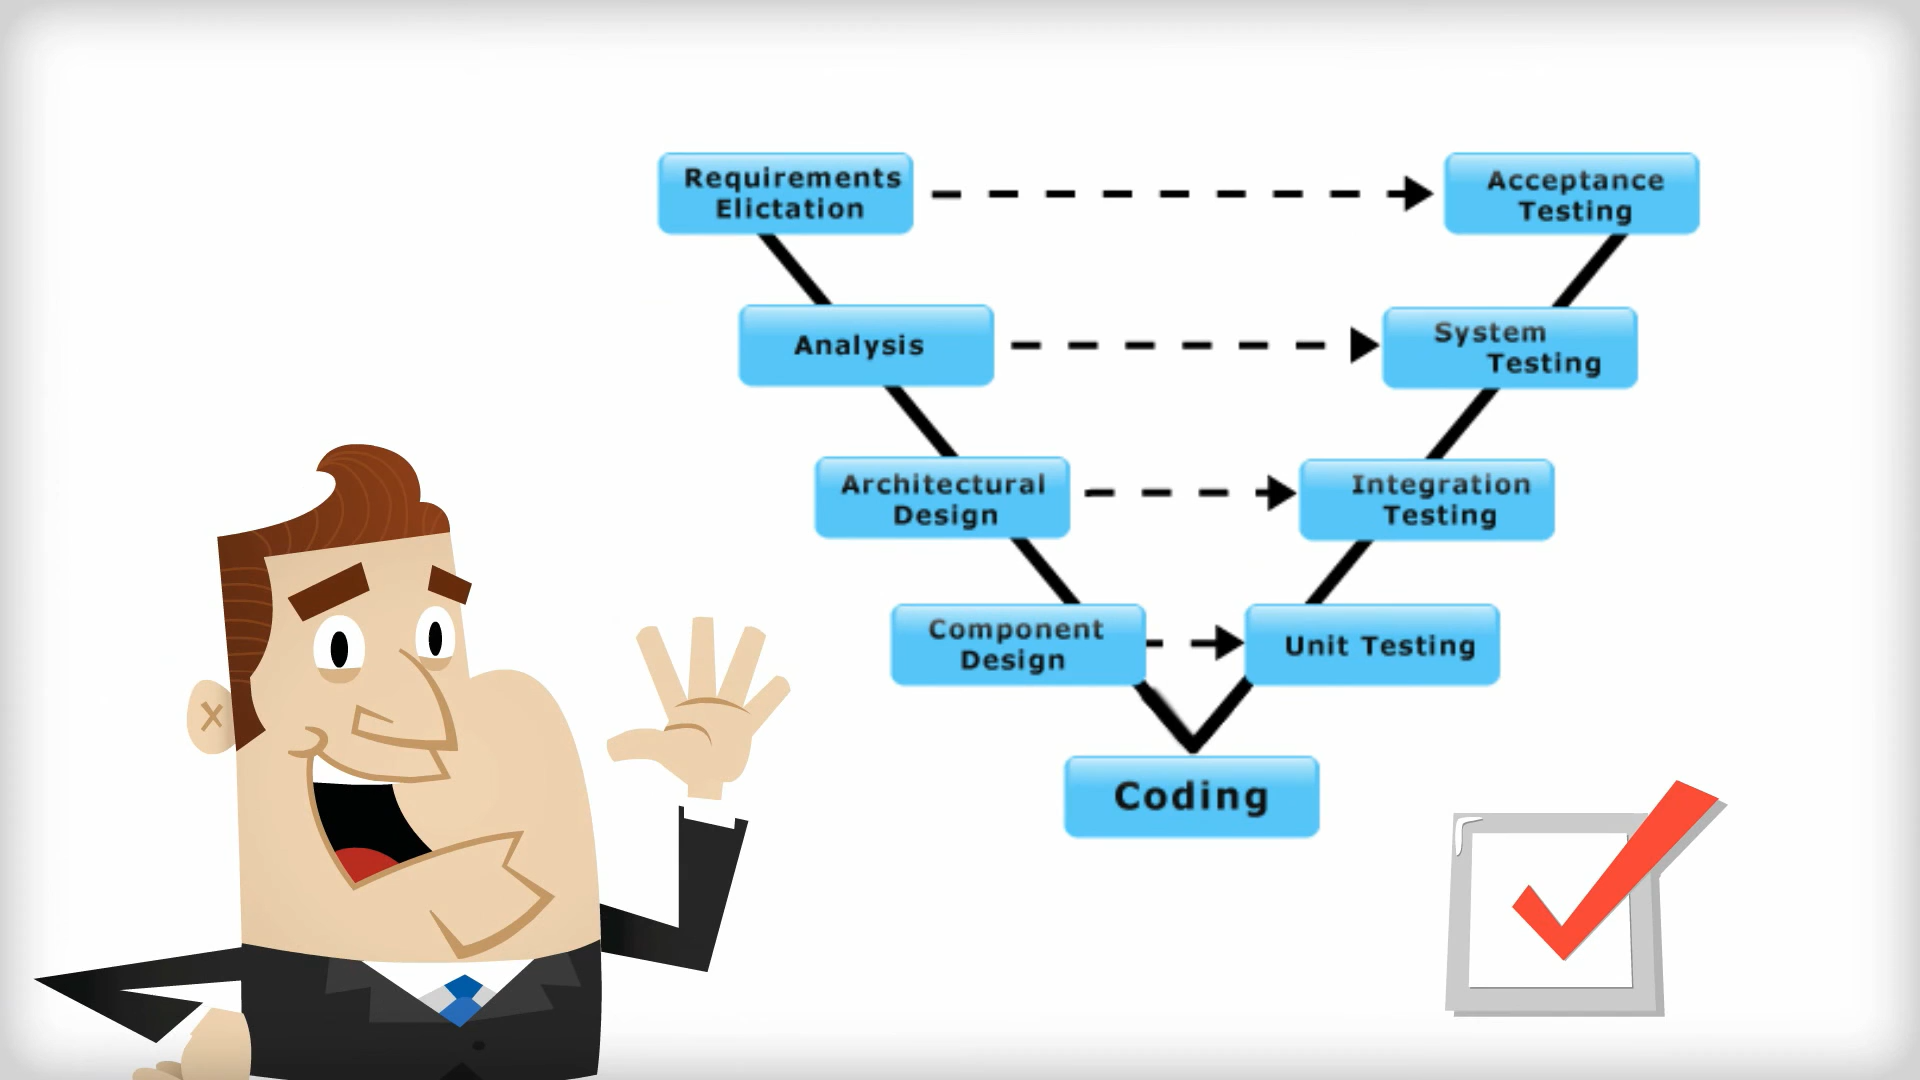 Requirements
Elictation
Acceptance
Testing
Analysis
System
Testing
Architectural
Design
Integration
Testing
Component
Design
Unit Testing
Coding